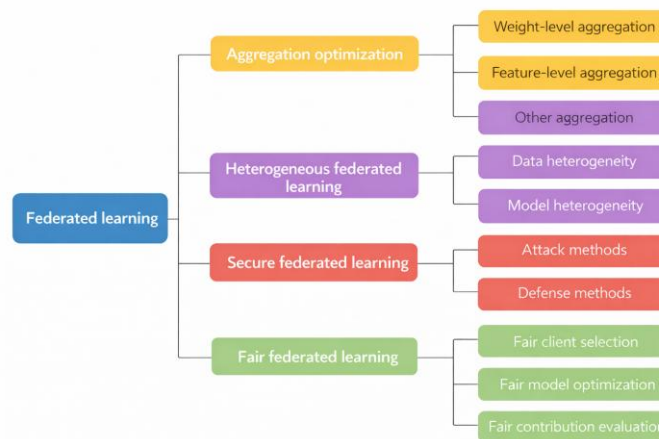 Weight-level aggregation
Aggregation optimization
Feature-level aggregation
Other aggregation
Heterogeneous federated
learning
Data heterogeneity
Model heterogeneity
Federated learning
Attack methods
Secure federated learning
Defense methods
Fair client selection
Fair federated learning
Fair model optimization
Fair contribution evaluation